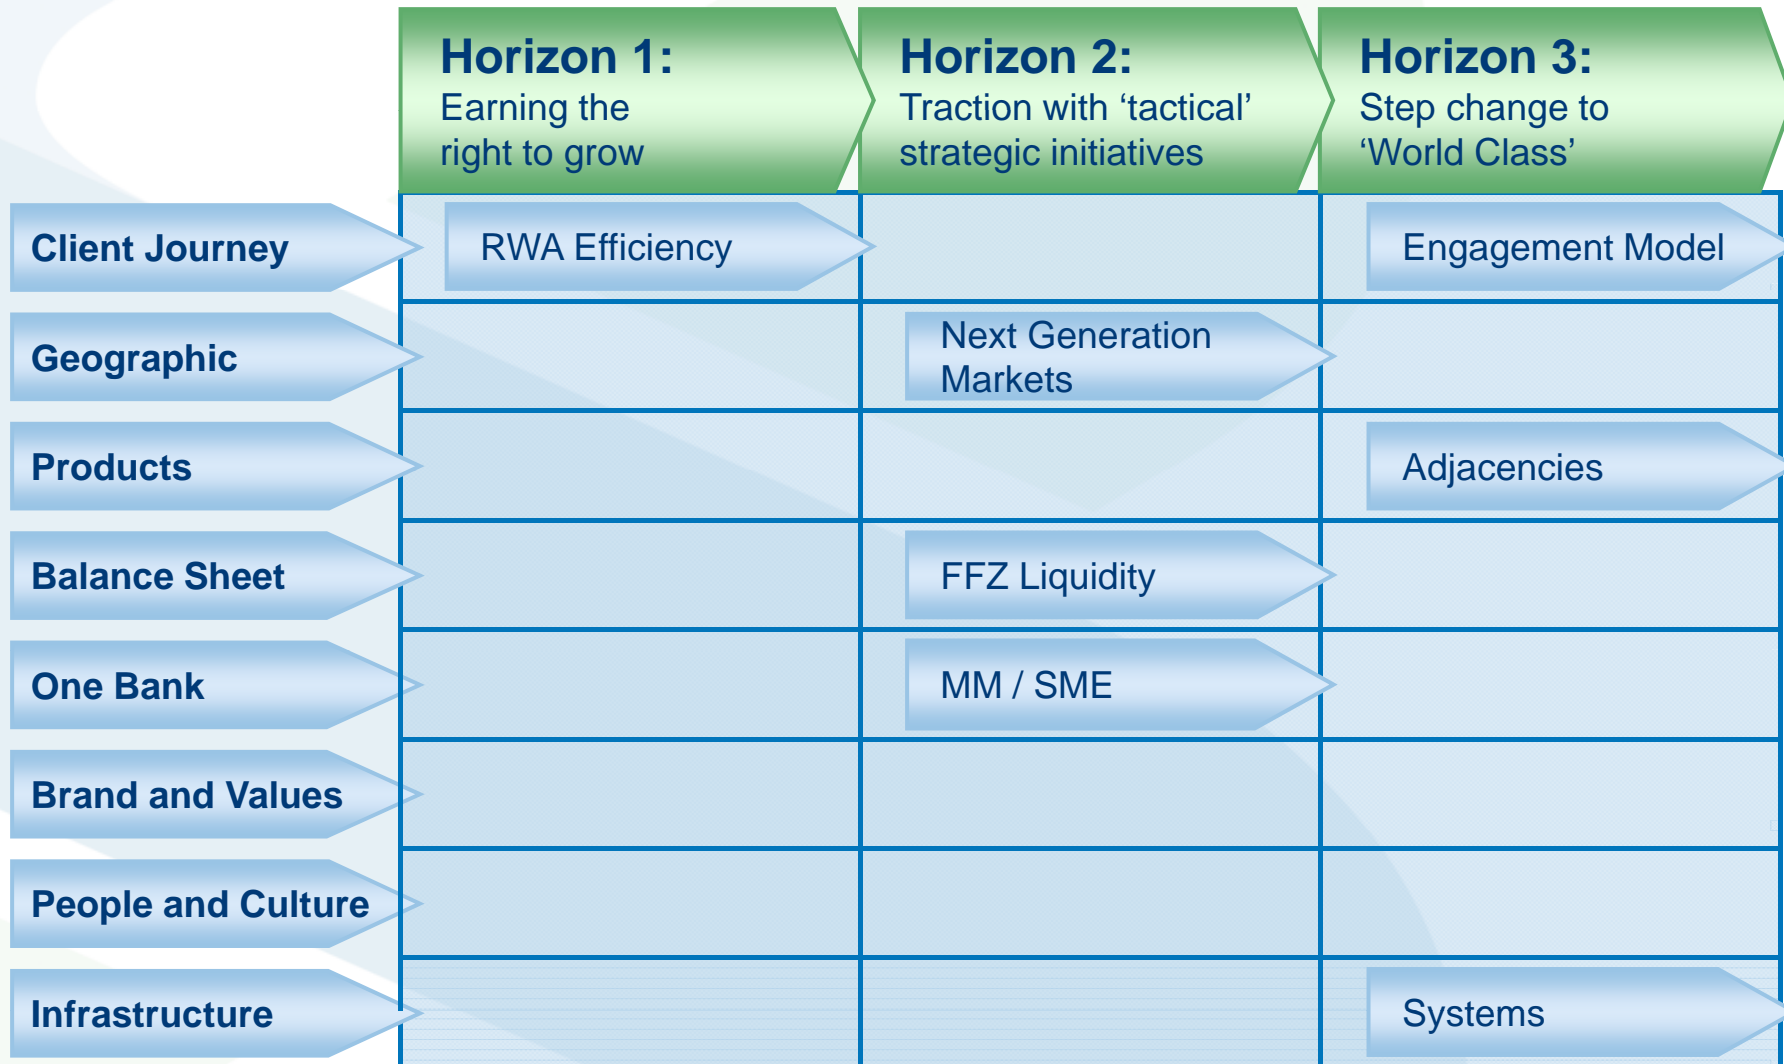 Horizon 1:
Earning the
right to grow
Horizon 2:
Traction with ‘tactical’
strategic initiatives
Horizon 3:
Step change to
‘World Class’
Client Journey
RWA Efficiency
Engagement Model
Geographic
Next Generation
Markets
Products
Adjacencies
Balance Sheet
FFZ Liquidity
One Bank
MM / SME
Brand and Values
People and Culture
Infrastructure
Systems